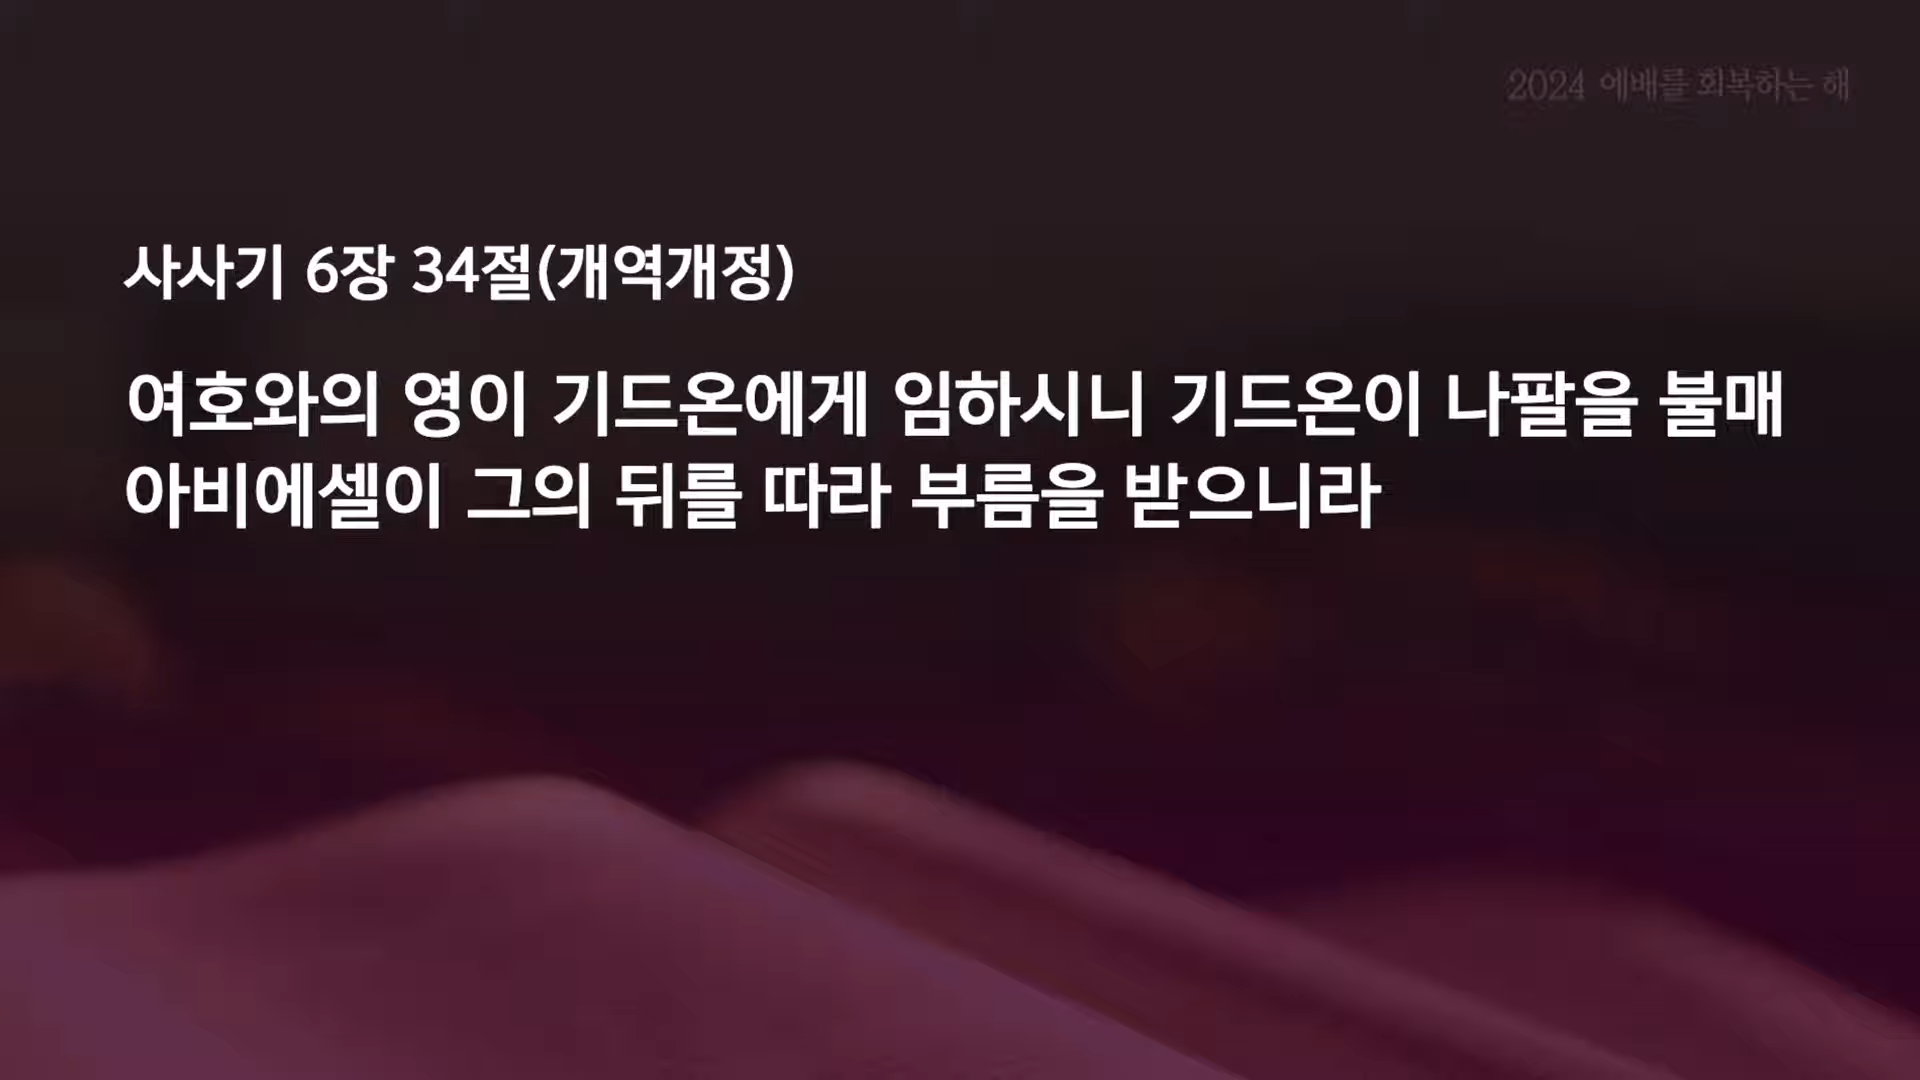 2024 예배를 회복하는 해
사사기 6장 34절(개역개정)
여호와의 영이 기드온에게 임하시니 기드온이 나팔을 불매
아비에셀이 그의 뒤를 따라 부름을 받으니라